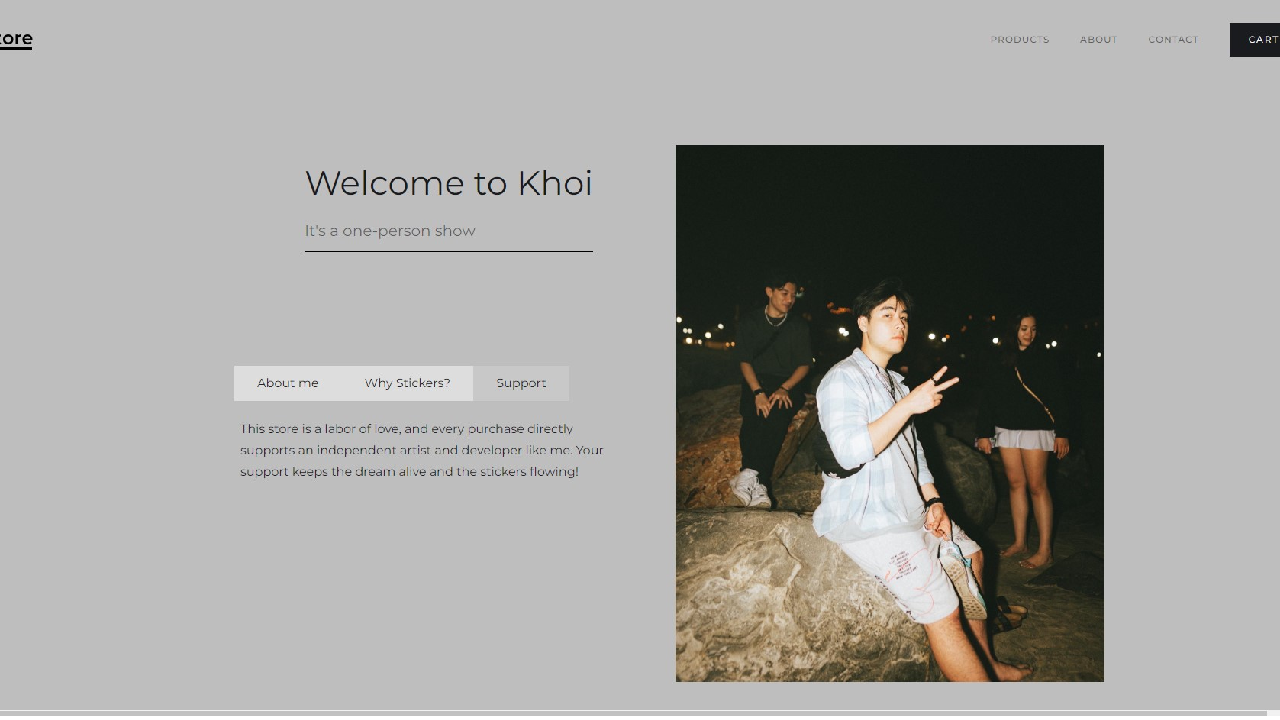 tore
PRODUCTS
ABOUT
CONTACT
CART
Welcome to Khoi
It's a one-person show
About me
Why Stickers?
Support
This store is a labor of love, and every purchase directly
supports an independent artist and developer like me. Your
support keeps the dream alive and the stickers flowing!